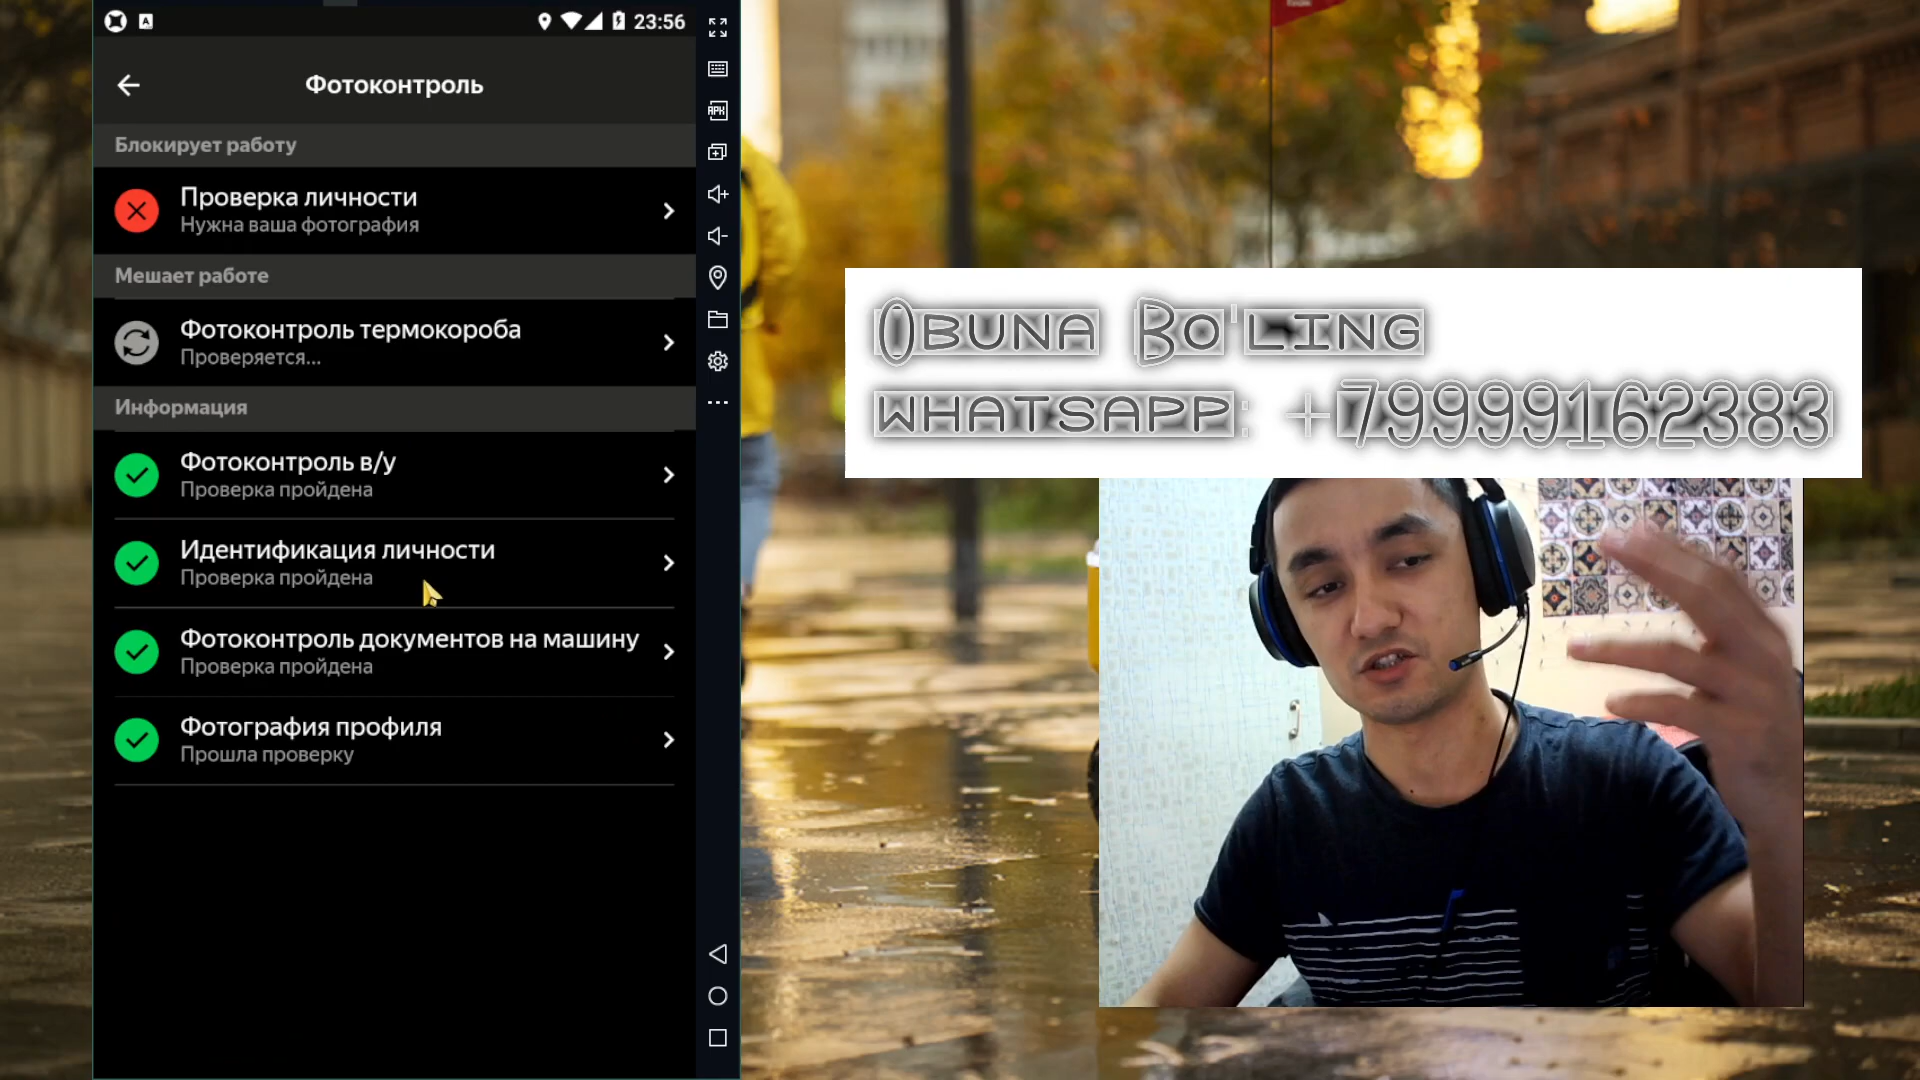 23:56
Фотоконтроль
Блокирует работу
Проверка личности
Нужна ваша фотография
Мешает работе
Фотоконтроль термокороба
Проверяется...
Информация
Фотоконтроль в/у
Проверка пройдена
Идентификация личности
Проверка пройдена
Фотоконтроль документов на машину
Проверка пройдена
Фотография профиля
Прошла проверку
APK
A
Obuna Bo'ling
whatsapp: +79999162383